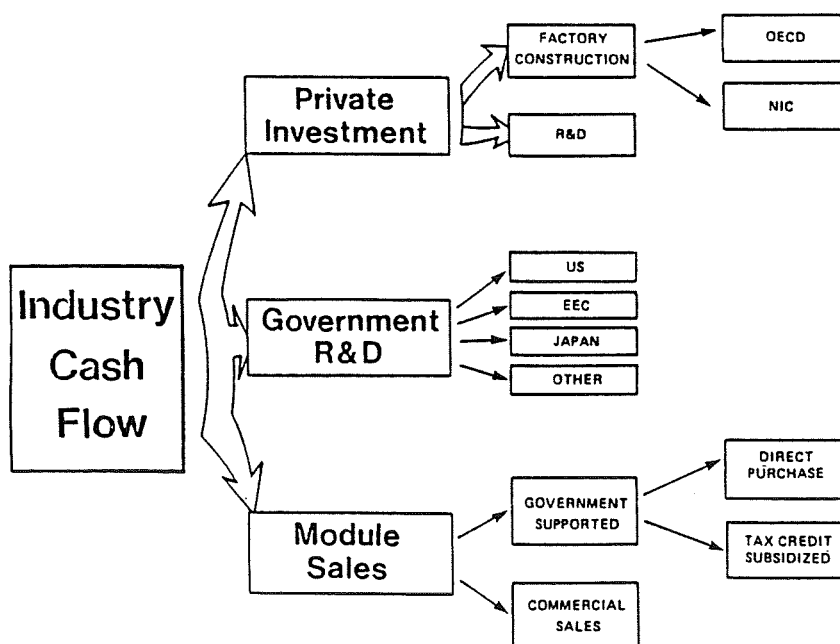 Industry
Cash
Flow
Private
Investment
FACTORY
CONSTRUCTION
OECD
NIC
R&D
Government
R&D
US
EEC
JAPAN
OTHER
Module
Sales
GOVERNMENT
SUPPORTED
DIRECT
PURCHASE
TAX CREDIT
SUBSIDIZED
COMMERCIAL
SALES